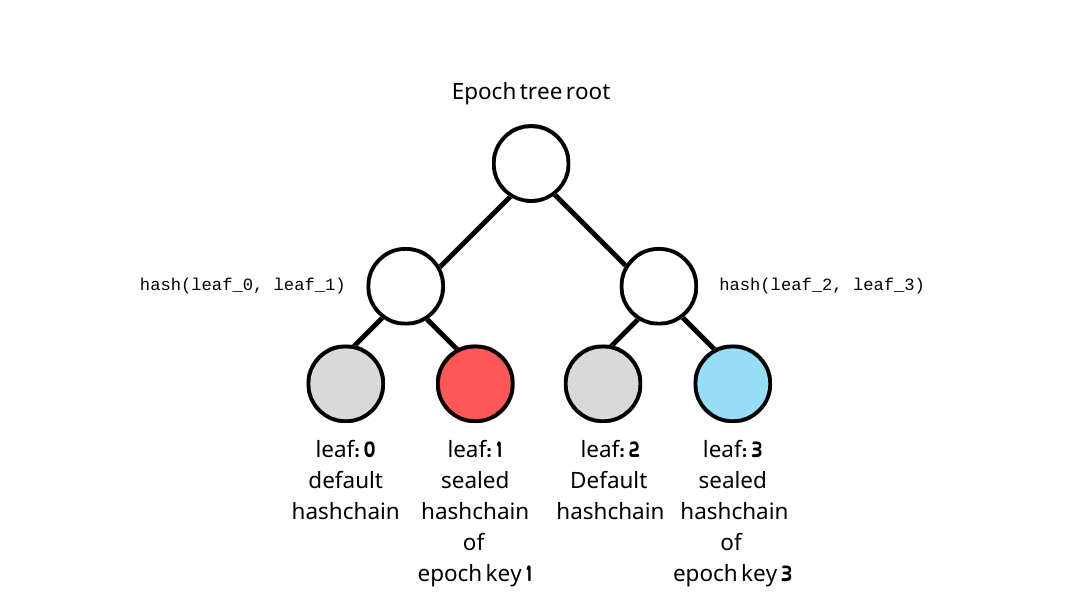 Epoch tree root
hash(leaf_0, leaf_1)
hash(leaf_2, leaf_3)
leaf: 0
default
hashchain
leaf: 1
sealed
hashchain
of
epoch key 1
leaf: 2
Default
hashchain
leaf: 3
sealed
hashchain
of
epoch key 3